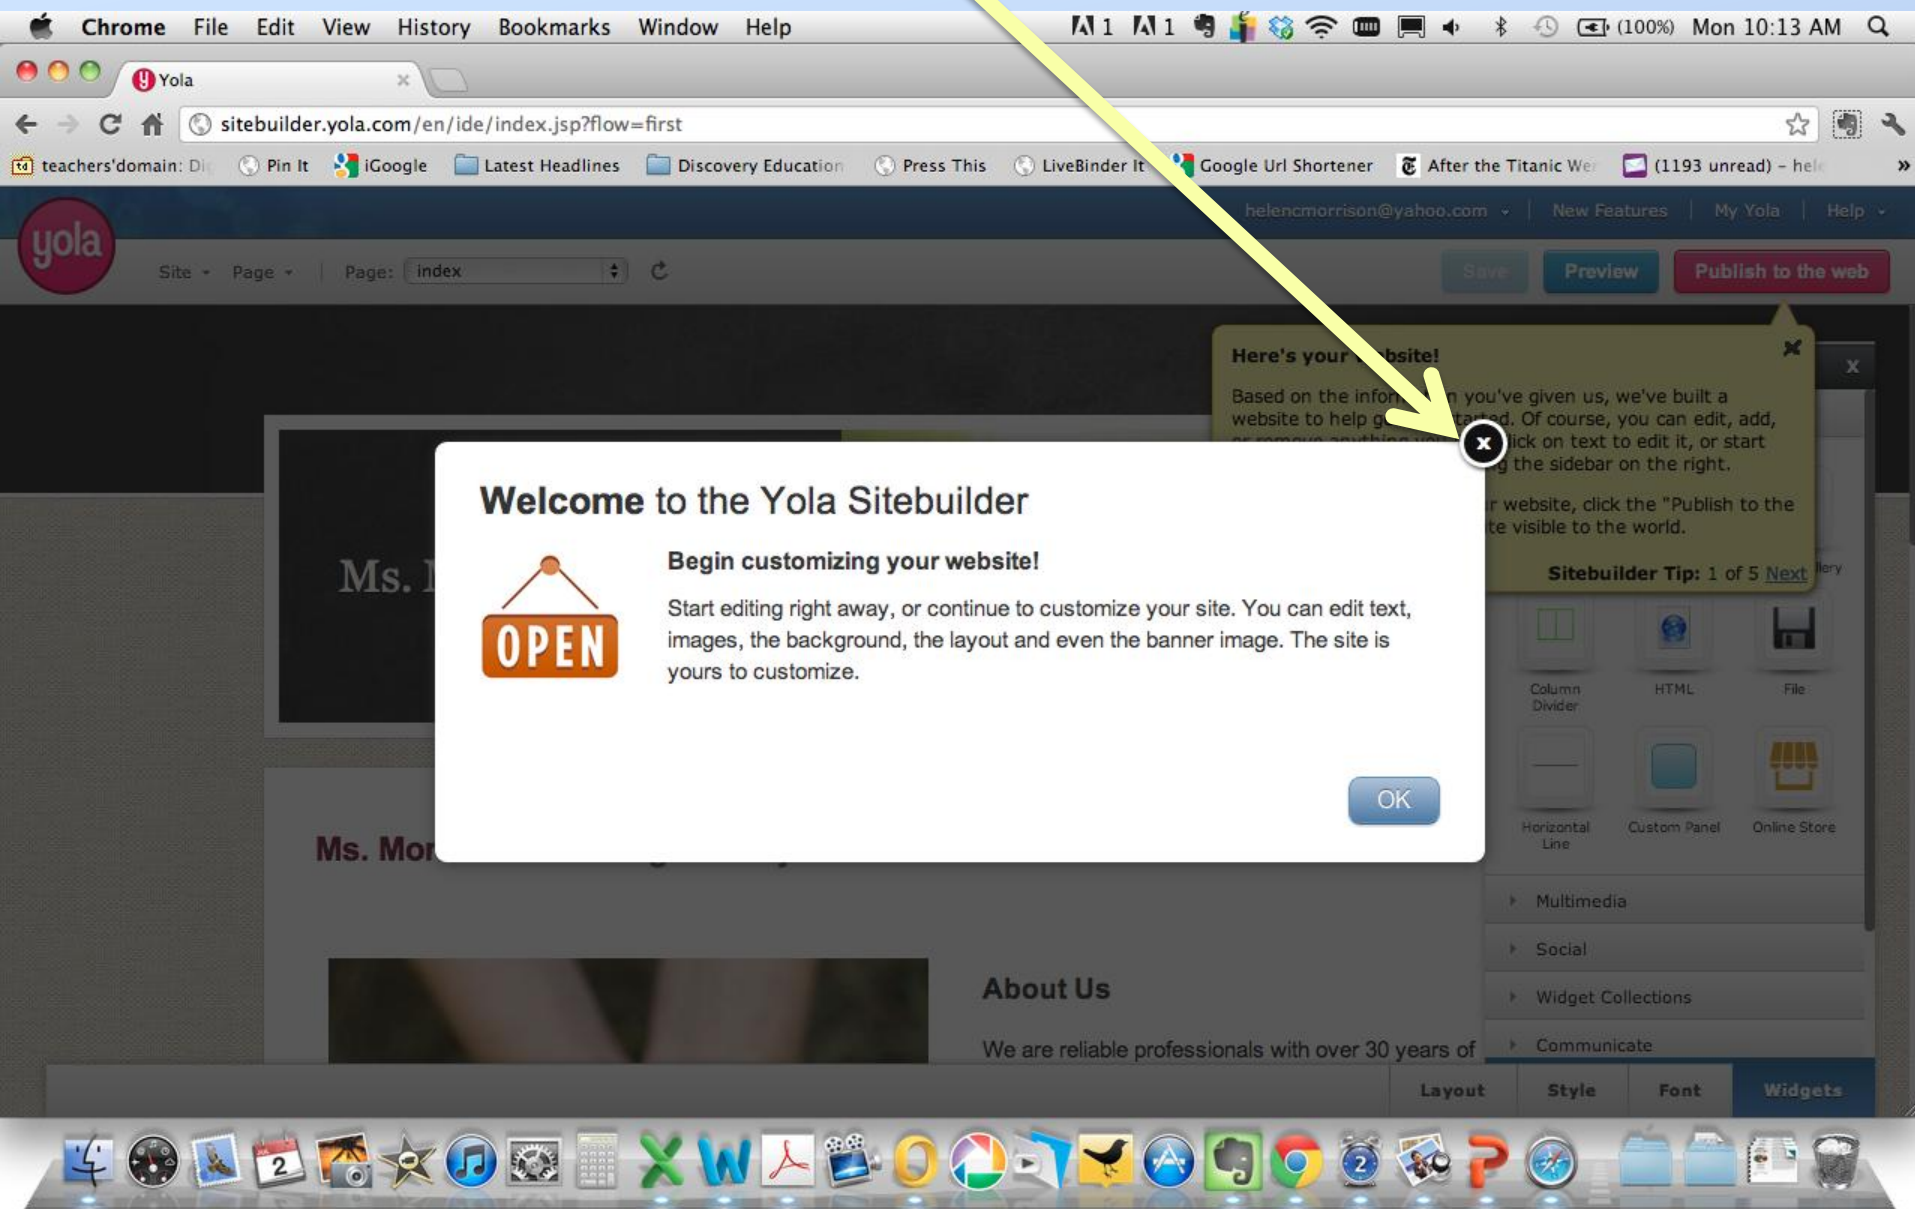 Chrome File Edit View History Bookmarks Window Help 1 1 (100%) Mon 10:13 AM
Yola
sitebuilder.yola.com/en/ide/index.jsp?flow=first
teachers'domain: Di Pin It iGoogle Latest Headlines Discovery Education Press This LiveBinder It Google Url Shortener After the Titanic We (1193 unread) – hel »
helencmorrison@yahoo.com New Features My Yola Help
yola
Site Page Page: index Save Preview Publish to the web
Here's your website!
Based on the you've given us, we've built a
website to help . Of course, you can edit, add,
text to edit it, or start
the sidebar on the right.
website, click the "Publish to the
visible to the world.
Sitebuilder Tip: 1 of 5 Next
Welcome to the Yola Sitebuilder
Begin customizing your website!
Start editing right away, or continue to customize your site. You can edit text,
images, the background, the layout and even the banner image. The site is
yours to customize.
OPEN
OK
Ms.
Column Divider HTML File
Horizontal Line Custom Panel Online Store
Ms. Mor
Multimedia
Social
About Us
Widget Collections
We are reliable professionals with over 30 years of
Communicate
Layout Style Font Widgets
2
2